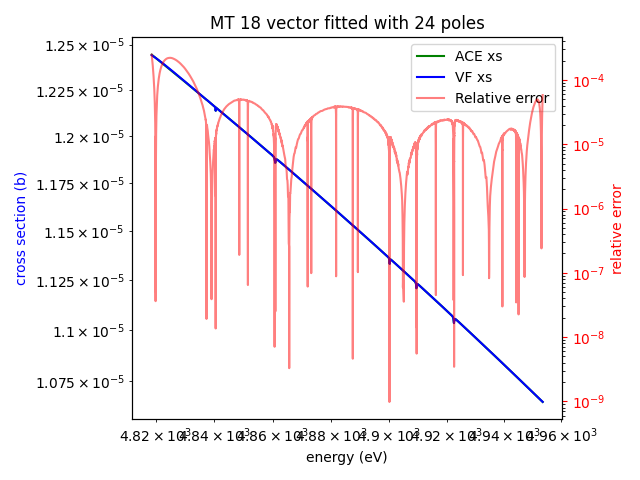 MT 18 vector fitted with 24 poles
ACE xs
VF xs
Relative error
cross section (b)
1.25 × 10⁻⁵
1.225 × 10⁻⁵
1.2 × 10⁻⁵
1.175 × 10⁻⁵
1.15 × 10⁻⁵
1.125 × 10⁻⁵
1.1 × 10⁻⁵
1.075 × 10⁻⁵
10⁻⁴
10⁻⁵
10⁻⁶
10⁻⁷
10⁻⁸
10⁻⁹
relative error
4.82 × 10³ 4.84 × 10³ 4.86 × 10³ 4.88 × 10³ 4.9 × 10³ 4.92 × 10³ 4.94 × 10³ 4.96 × 10³
energy (eV)